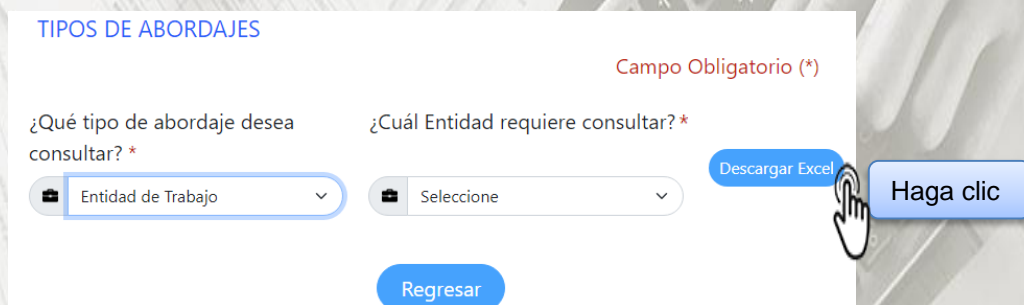 TIPOS DE ABORDAJES
Campo Obligatorio (*)
¿Qué tipo de abordaje desea
consultar? *
¿Cuál Entidad requiere consultar? *
Entidad de Trabajo
Seleccione
Descargar Excel
Haga clic
Regresar